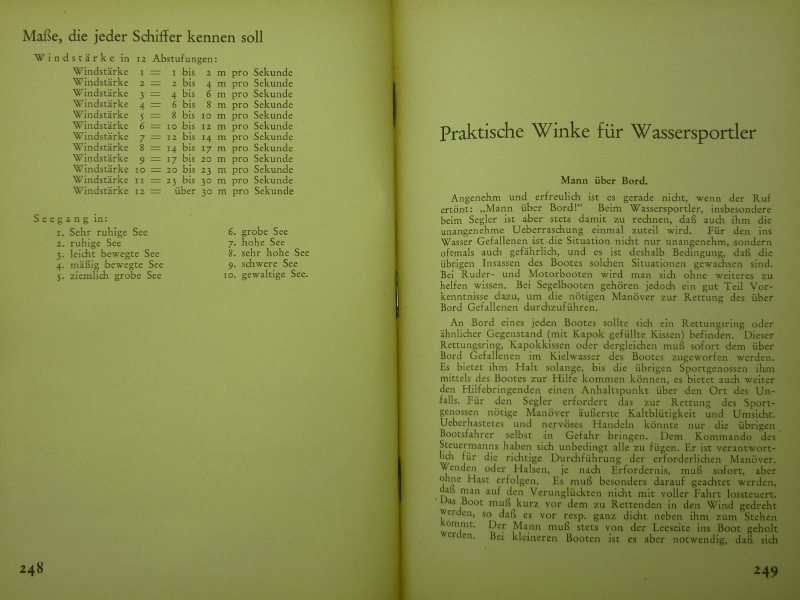 Maße, die jeder Schiffer kennen soll
Windstärke in 12 Abstufungen:
Windstärke 1 = 1 bis 2 m pro Sekunde
Windstärke 2 = 2 bis 4 m pro Sekunde
Windstärke 3 = 4 bis 6 m pro Sekunde
Windstärke 4 = 6 bis 8 m pro Sekunde
Windstärke 5 = 8 bis 10 m pro Sekunde
Windstärke 6 = 10 bis 12 m pro Sekunde
Windstärke 7 = 12 bis 14 m pro Sekunde
Windstärke 8 = 14 bis 17 m pro Sekunde
Windstärke 9 = 17 bis 20 m pro Sekunde
Windstärke 10 = 20 bis 23 m pro Sekunde
Windstärke 11 = 23 bis 30 m pro Sekunde
Windstärke 12 = über 30 m pro Sekunde
Seegang in:
1. Sehr ruhige See
2. ruhige See
3. leicht bewegte See
4. mäßig bewegte See
5. ziemlich grobe See
6. grobe See
7. hohe See
8. sehr hohe See
9. schwere See
10. gewaltige See.
248
Praktische Winke für Wassersportler
Mann über Bord.
Angenehm und erfreulich ist es gerade nicht, wenn der Ruf
ertönt: „Mann über Bord!" Beim Wassersportler, insbesondere
beim Segler ist aber stets damit zu rechnen, daß auch ihm die
unangenehme Ueberraschung einmal zuteil wird. Für den ins
Wasser Gefallenen ist die Situation nicht nur unangenehm, sondern
oftmals auch gefährlich, und es ist deshalb Bedingung, daß die
übrigen Insassen des Bootes solchen Situationen gewachsen sind.
Bei Ruder- und Motorbooten wird man sich ohne weiteres zu
helfen wissen. Bei Segelbooten gehören jedoch ein gut Teil Vor-
kenntnisse dazu, um die nötigen Manöver zur Rettung des über
Bord Gefallenen durchzuführen.
An Bord eines jeden Bootes sollte sich ein Rettungsring oder
ähnlicher Gegenstand (mit Kapok gefüllte Kissen) befinden. Dieser
Rettungsring, Kapokkissen oder dergleichen muß sofort dem über
Bord Gefallenen im Kielwasser des Bootes zugeworfen werden.
Es bietet ihm Halt solange, bis die übrigen Sportgenossen ihm
mittels des Bootes zur Hilfe kommen können, es bietet auch weiter
den Hilfebringenden einen Anhaltspunkt über den Ort des Un-
falls. Für den Segler erfordert das zur Rettung des Sport-
genossen nötige Manöver äußerste Kaltblütigkeit und Umsicht.
Ueberhastetes und nervöses Handeln könnte nur die übrigen
Bootsfahrer selbst in Gefahr bringen. Dem Kommando des
Steuermanns haben sich unbedingt alle zu fügen. Er ist verantwort-
lich für die richtige Durchführung der erforderlichen Manöver.
Wenden oder Halsen, je nach Erfordernis, muß sofort, aber
ohne Hast erfolgen. Es muß besonders darauf geachtet werden,
daß man auf den Verunglückten nicht mit voller Fahrt lossteuert.
Das Boot muß kurz vor dem zu Rettenden in den Wind gedreht
werden, so daß es vor resp. ganz dicht neben ihm zum Stehen
kommt. Der Mann muß stets von der Leeseite ins Boot geholt
werden. Bei kleineren Booten ist es aber notwendig, daß sich
249